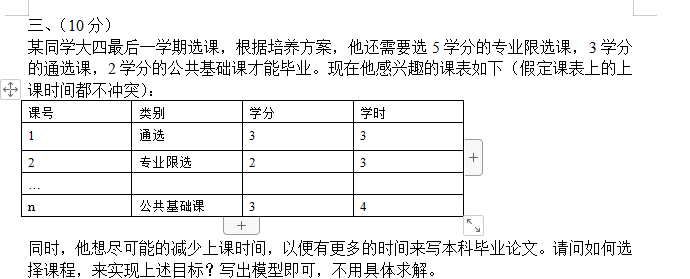 三、（10 分）
某同学大四最后一学期选课，根据培养方案，他还需要选 5 学分的专业限选课，3 学分
的通选课，2 学分的公共基础课才能毕业。现在他感兴趣的课表如下（假定课表上的上
课时间都不冲突）：
课号 类别 学分 学时
1 通选 3 3
2 专业限选 2 3
...
n 公共基础课 3 4
同时，他想尽可能的减少上课时间，以便有更多的时间来写本科毕业论文。请问如何选
择课程，来实现上述目标？写出模型即可，不用具体求解。